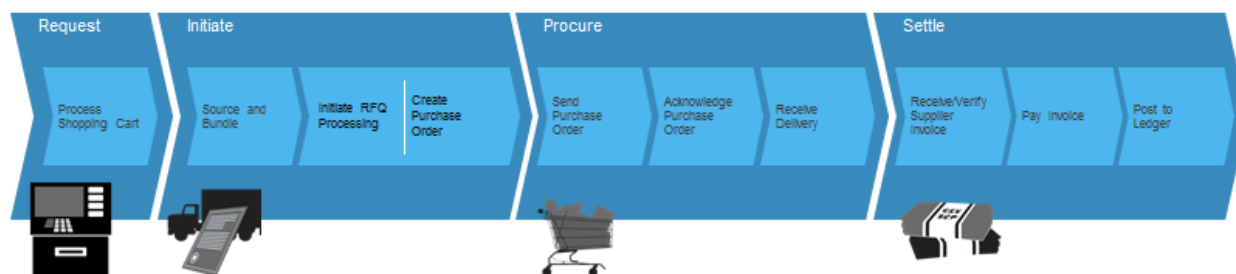 Request
Initiate
Procure
Settle
Process
Shopping Cart
Source and
Bundle
Initiate RFQ
Processing
Create
Purchase
Order
Send
Purchase
Order
Acknowledge
Purchase
Order
Receive
Delivery
Receive/Verify
Supplier
Invoice
Pay Invoice
Post to
Ledger